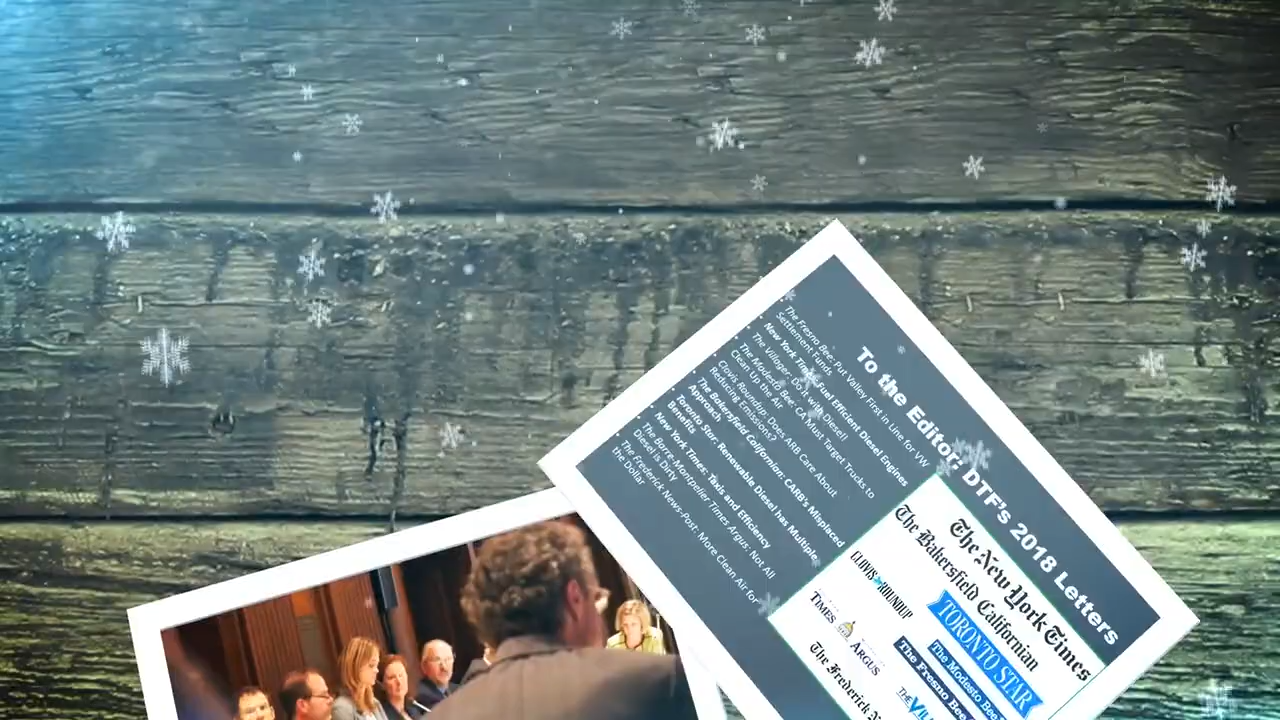 To the Editor: DTF's 2018 Letters
The Fresno Bee: Put Valley First in Line for VW
Settlement Funds
New York Times: Fuel Efficient Diesel Engines
The Villager: Do it with Diesel!
The Modesto Bee: CA Must Target Trucks to
Clean Up the Air
Clovis Roundup: Does ARB Care About
Reducing Emissions?
The Bakersfield Californian: CARB's Misplaced
Approach
Toronto Star: Renewable Diesel has Multiple
Benefits
New York Times: Taxis and Efficiency
The Barre-Montpelier Times Argus: Not All
Diesel is Dirty
The Frederick News-Post: More Clean Air for
the Dollar
The New York Times
The Bakersfield Californian
CLOVIS ROUNDUP
TORONTO STAR
TIMES ARGUS
The Modesto Bee
The Fresno Bee
The Frederick
The